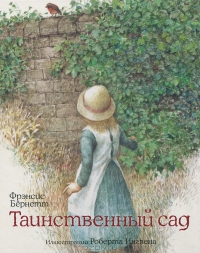 Фрэнсис
Бёрнетт
Таинственный сад
Иллюстрации Роберта Ингпена